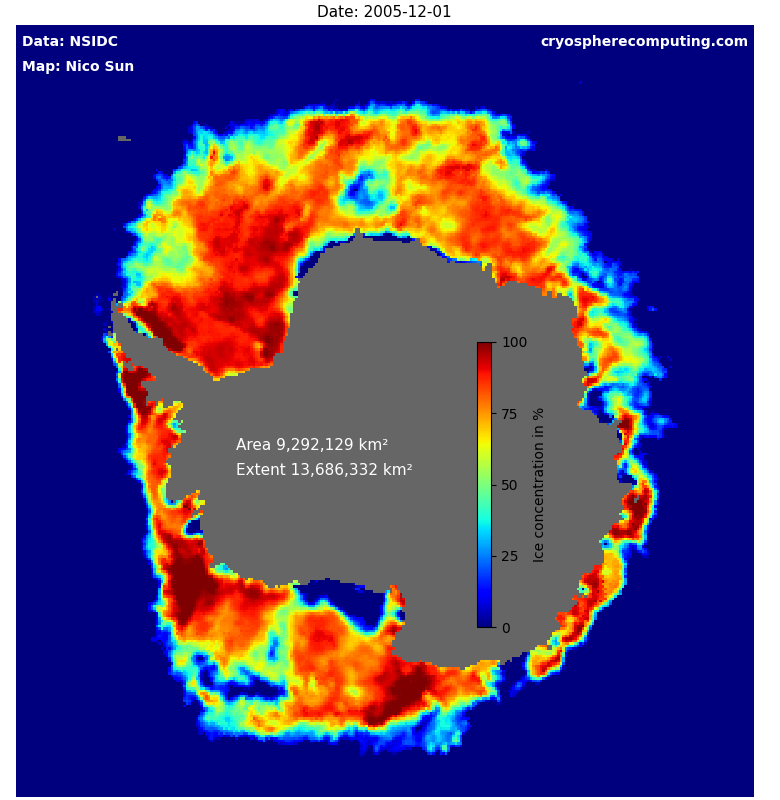 Date: 2005-12-01
Data: NSIDC
cryospherecomputing.com
Map: Nico Sun
100
75
50
25
0
Ice concentration in %
Area 9,292,129 km²
Extent 13,686,332 km²